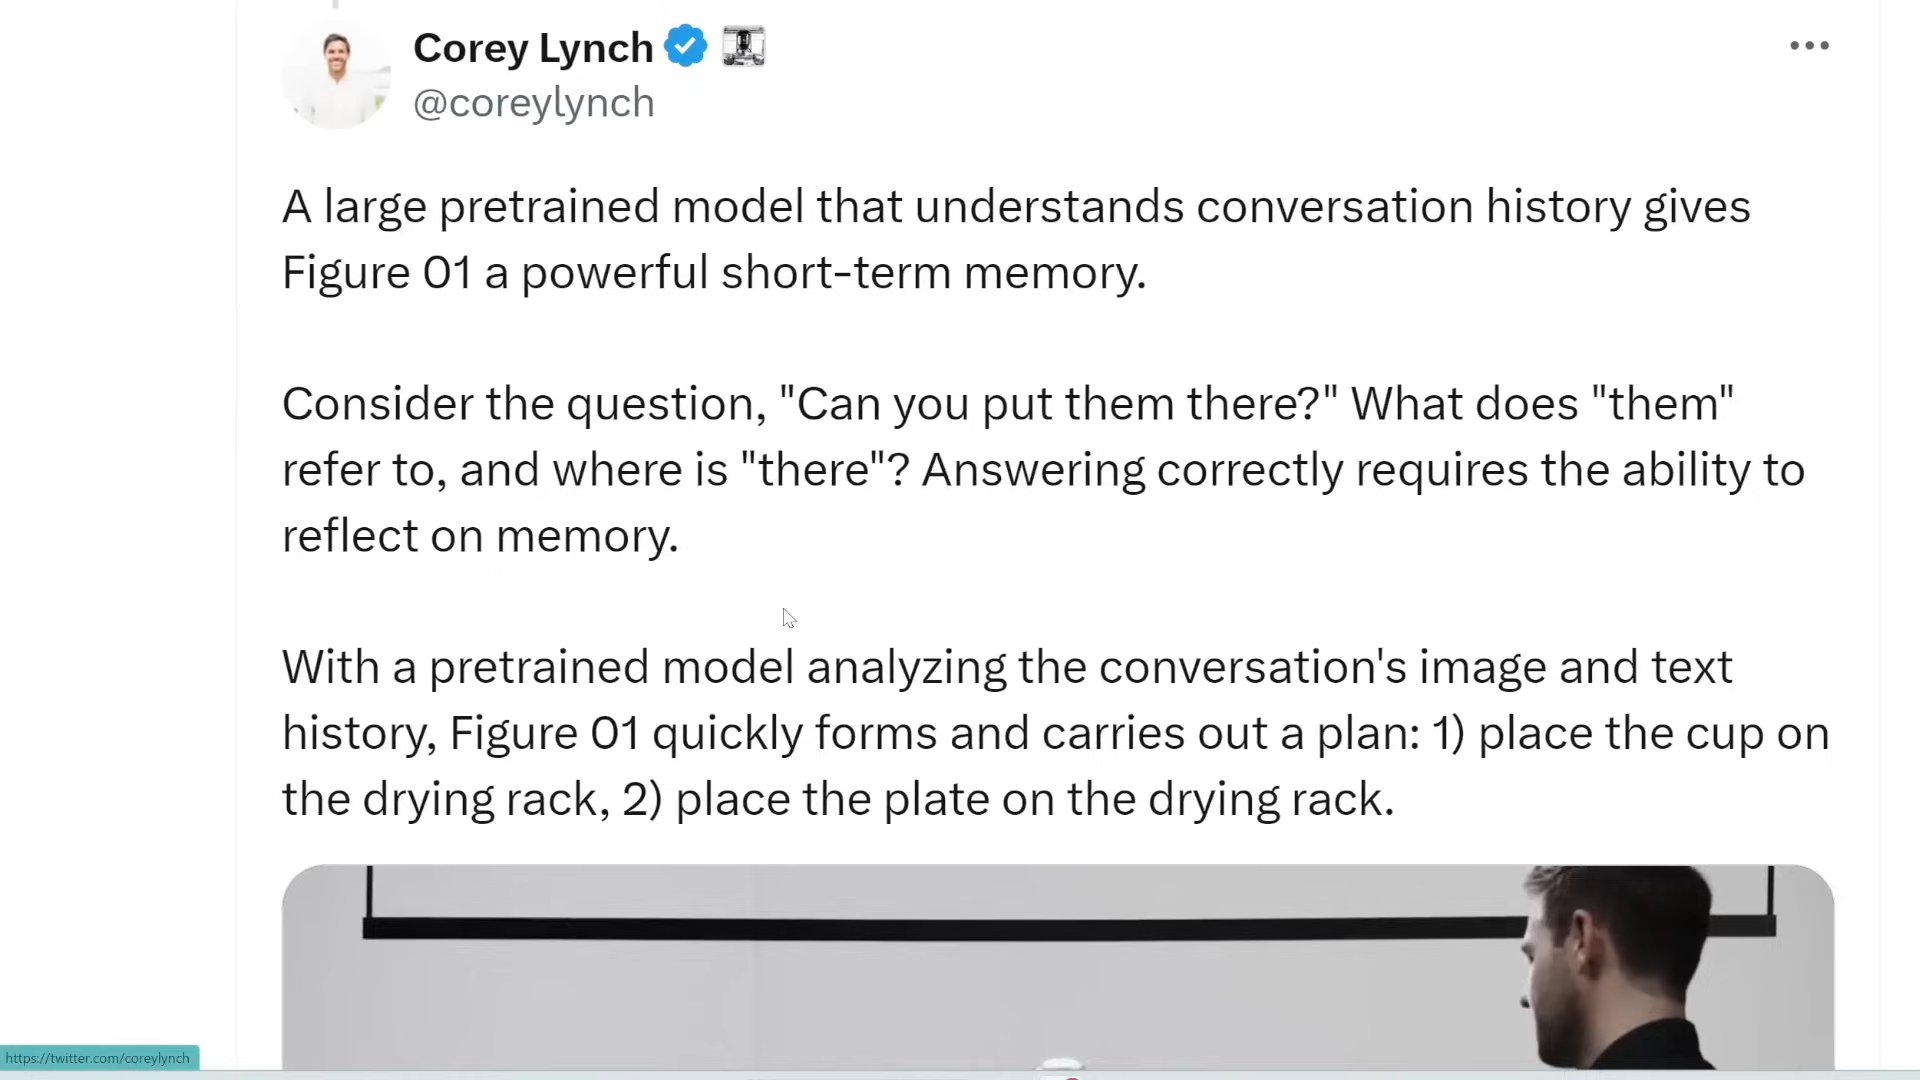 Corey Lynch
@coreylynch
A large pretrained model that understands conversation history gives
Figure 01 a powerful short-term memory.
Consider the question, "Can you put them there?" What does "them"
refer to, and where is "there"? Answering correctly requires the ability to
reflect on memory.
With a pretrained model analyzing the conversation's image and text
history, Figure 01 quickly forms and carries out a plan: 1) place the cup on
the drying rack, 2) place the plate on the drying rack.
https://twitter.com/coreylynch